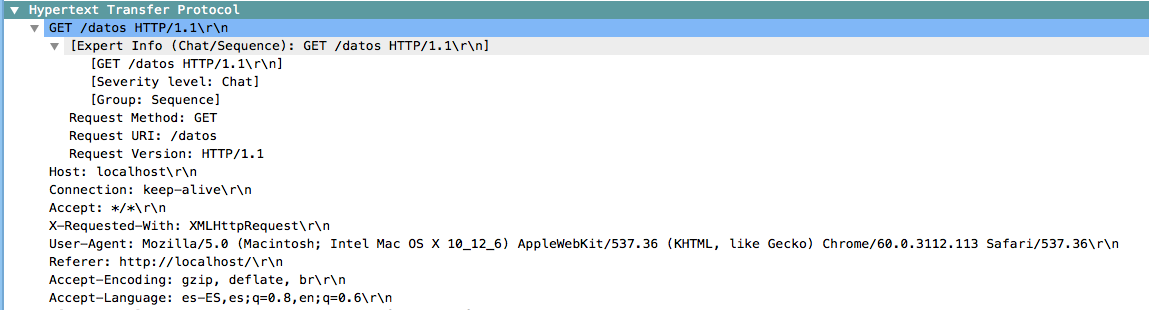 Hypertext Transfer Protocol
GET /datos HTTP/1.1\r\n
[Expert Info (Chat/Sequence): GET /datos HTTP/1.1\r\n]
[GET /datos HTTP/1.1\r\n]
[Severity level: Chat]
[Group: Sequence]
Request Method: GET
Request URI: /datos
Request Version: HTTP/1.1
Host: localhost\r\n
Connection: keep-alive\r\n
Accept: */*\r\n
X-Requested-With: XMLHttpRequest\r\n
User-Agent: Mozilla/5.0 (Macintosh; Intel Mac OS X 10_12_6) AppleWebKit/537.36 (KHTML, like Gecko) Chrome/60.0.3112.113 Safari/537.36\r\n
Referer: http://localhost/\r\n
Accept-Encoding: gzip, deflate, br\r\n
Accept-Language: es-ES,es;q=0.8,en;q=0.6\r\n